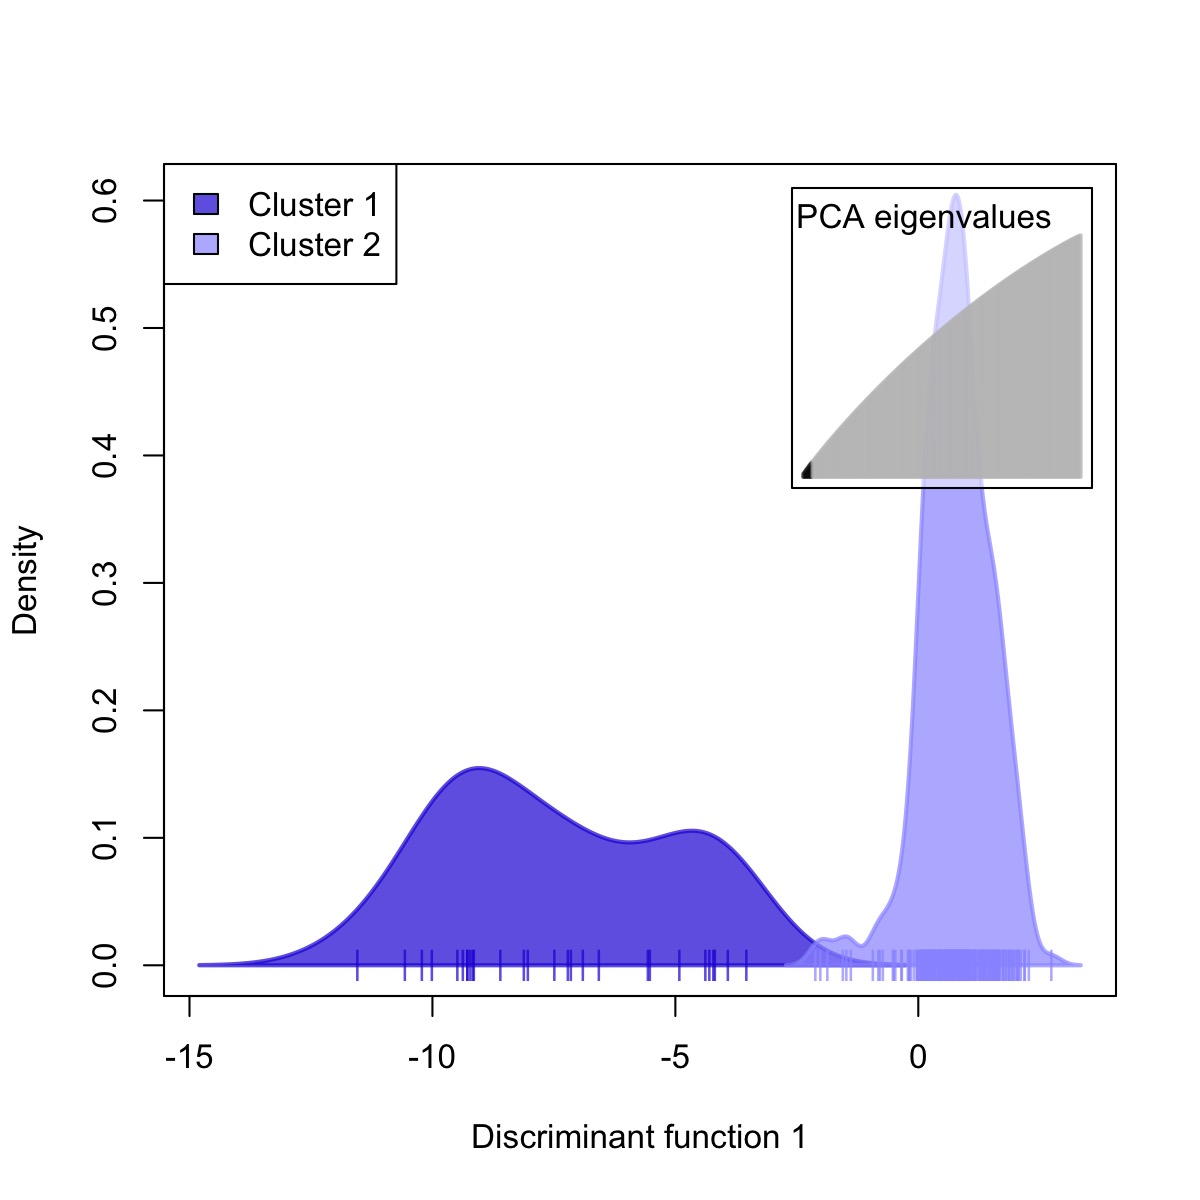 Cluster 1
Cluster 2
PCA eigenvalues
0.6
0.5
0.4
0.3
0.2
0.1
0.0
Density
-15 -10 -5 0
Discriminant function 1